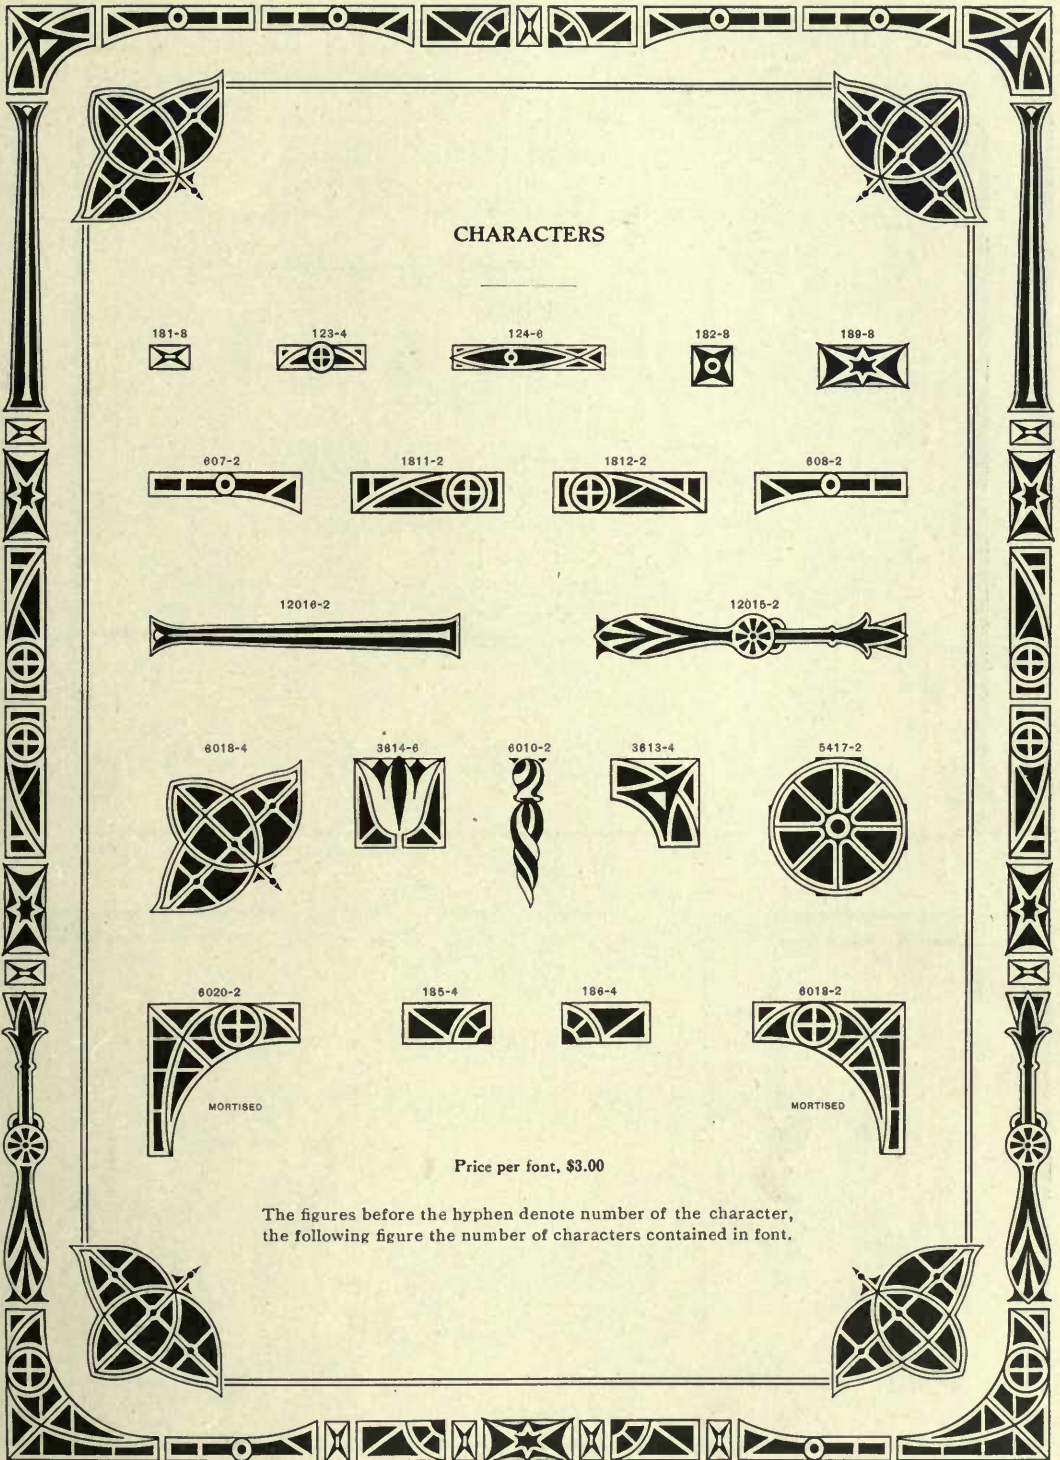 CHARACTERS
181-8 123-4 124-6 182-8 189-8
607-2 1811-2 1812-2 608-2
12016-2 12015-2
6018-4 3614-6 6010-2 3613-4 5417-2
6020-2 185-4 186-4 6018-2
MORTISED MORTISED
Price per font, $3.00
The figures before the hyphen denote number of the character,
the following figure the number of characters contained in font.